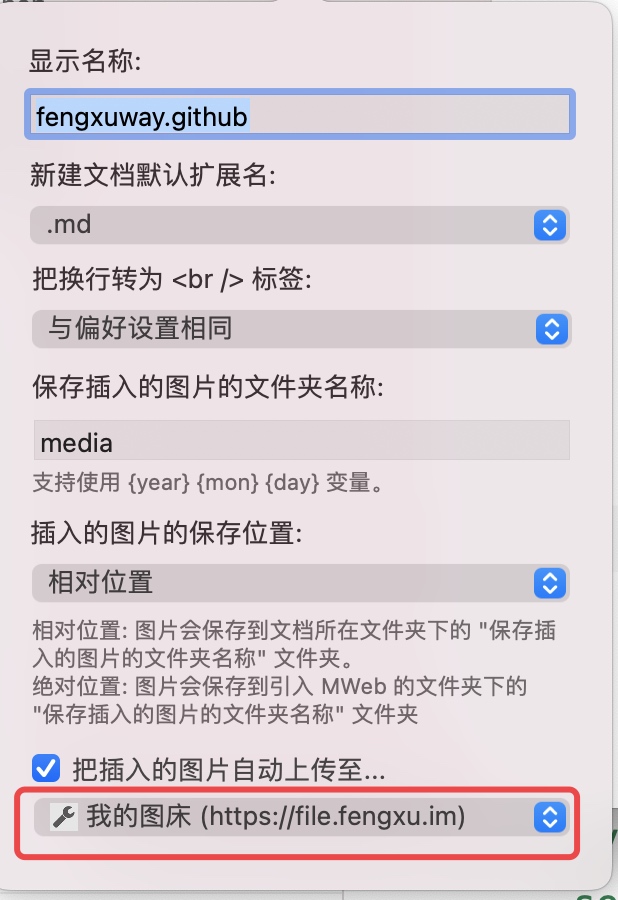 显示名称:
fengxuway.github
新建文档默认扩展名:
.md
把换行转为 <br /> 标签:
与偏好设置相同
保存插入的图片的文件夹名称:
media
支持使用 {year} {mon} {day} 变量。
插入的图片的保存位置:
相对位置
相对位置: 图片会保存到文档所在文件夹下的 "保存插
入的图片的文件夹名称" 文件夹。
绝对位置: 图片会保存到引入 MWeb 的文件夹下的
"保存插入的图片的文件夹名称" 文件夹
把插入的图片自动上传至...
我的图床 (https://file.fengxu.im)